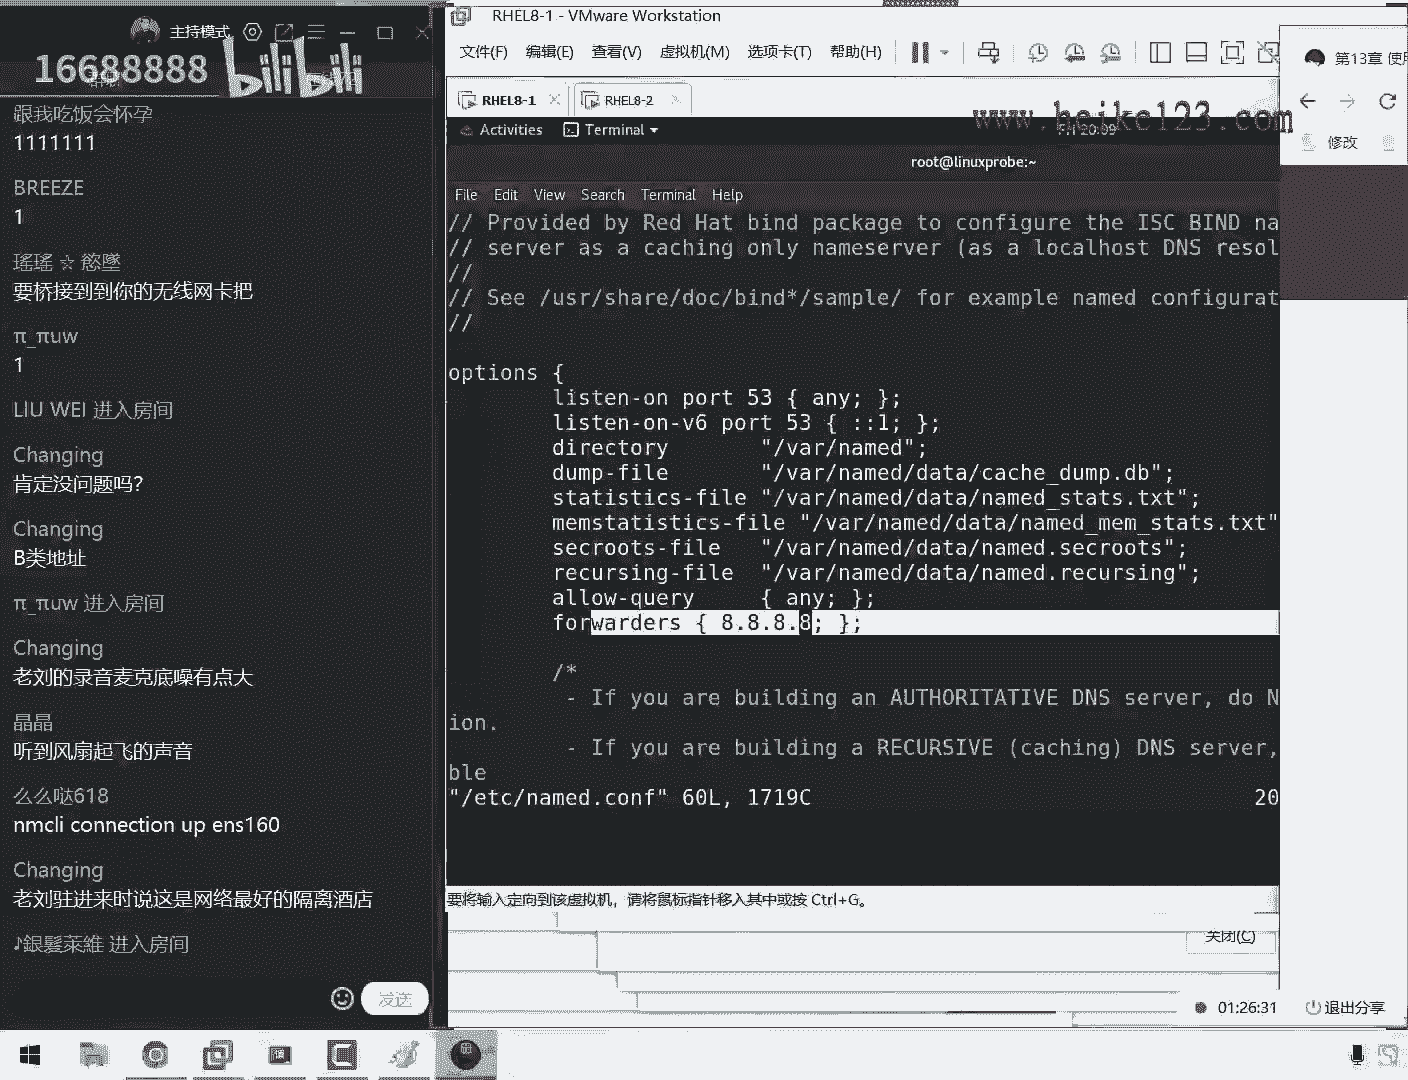 主持模式
16688888 bilibili
跟我吃饭会怀孕
1111111
BREEZE
1
瑤瑤 ☆ 慾墜
要桥接到到你的无线网卡把
π_πuw
1
LIU WEI 进入房间
Changing
肯定没问题吗?
Changing
B类地址
π_πuw 进入房间
Changing
老刘的录音麦克底噪有点大
晶晶
听到风扇起飞的声音
么么哒618
nmcli connection up ens160
Changing
老刘驻进来时说这是网络最好的隔离酒店
♪銀髮萊維 进入房间
发送
RHEL8-1 - VMware Workstation
文件(F) 编辑(E) 查看(V) 虚拟机(M) 选项卡(T) 帮助(H)
RHEL8-1
RHEL8-2
www.heike123.com
Activities
Terminal
root@linuxprobe:~
File Edit View Search Terminal Help
// Provided by Red Hat bind package to configure the ISC BIND na
// server as a caching only nameserver (as a localhost DNS resol
//
// See /usr/share/doc/bind*/sample/ for example named configurat
//
options {
listen-on port 53 { any; };
listen-on-v6 port 53 { ::1; };
directory "/var/named";
dump-file "/var/named/data/cache_dump.db";
statistics-file "/var/named/data/named_stats.txt";
memstatistics-file "/var/named/data/named_mem_stats.txt"
secroots-file "/var/named/data/named.secroots";
recursing-file "/var/named/data/named.recursing";
allow-query { any; };
forwarders { 8.8.8.8; };
/*
- If you are building an AUTHORITATIVE DNS server, do N
ion.
- If you are building a RECURSIVE (caching) DNS server,
ble
"/etc/named.conf" 60L, 1719C 20
要将输入定向到该虚拟机，请将鼠标指针移入其中或按 Ctrl+G。
关闭(C)
01:26:31
退出分享
第13章 使用
修改